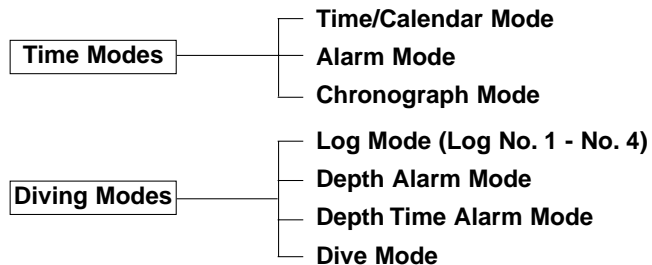 Time Modes
Time/Calendar Mode
Alarm Mode
Chronograph Mode
Diving Modes
Log Mode (Log No. 1 - No. 4)
Depth Alarm Mode
Depth Time Alarm Mode
Dive Mode